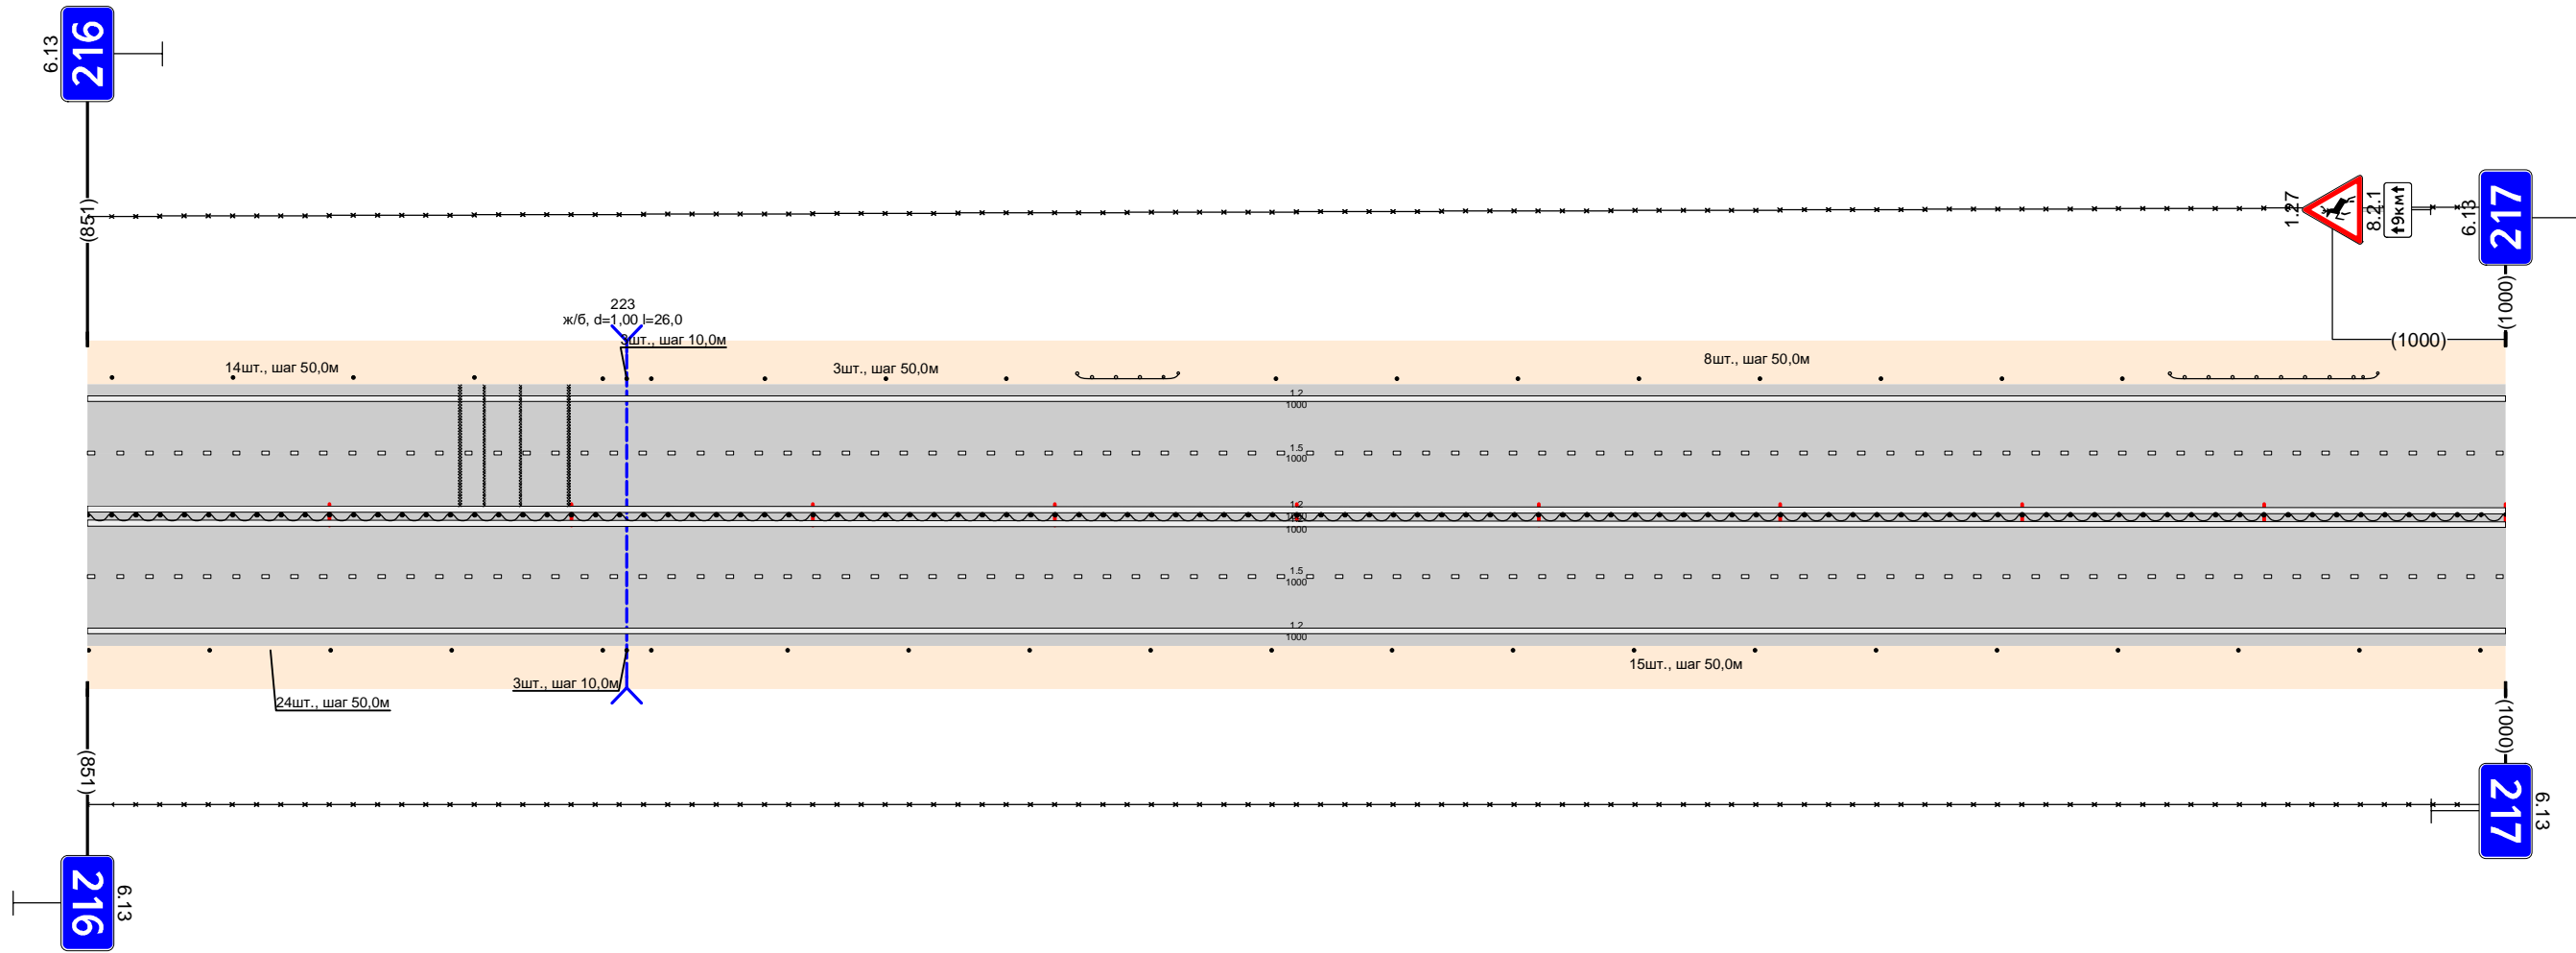 216
6.13
(851)
1.27
8.2.1
9км
6.13
217
(1000)
(1000)
223
ж/б, d=1,00 l=26,0
3шт., шаг 10,0м
14шт., шаг 50,0м
3шт., шаг 50,0м
8шт., шаг 50,0м
1.2
1000
1.5
1000
1.2
1000
1.5
1000
1.2
1000
15шт., шаг 50,0м
3шт., шаг 10,0м
24шт., шаг 50,0м
(851)
(1000)
216
6.13
217
6.13